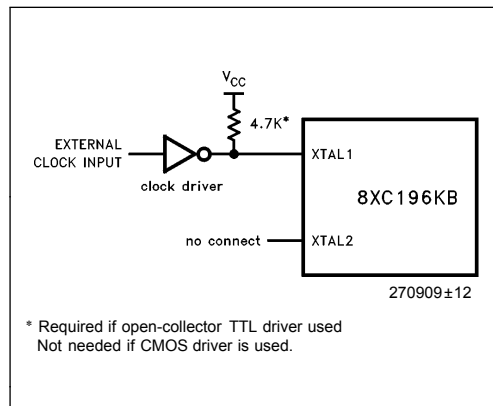 VCC
4.7K*
EXTERNAL
CLOCK INPUT
clock driver
XTAL1
8XC196KB
no connect
XTAL2
270909±12
* Required if open-collector TTL driver used
Not needed if CMOS driver is used.